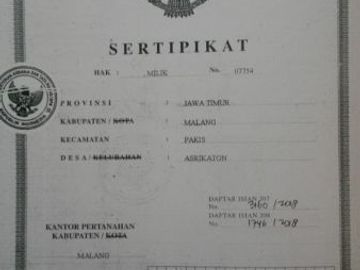 SERTIPIKAT
HAK : MILIK No. 07754
PROVINSI : JAWA TIMUR
KABUPATEN / KOTA : MALANG
KECAMATAN : PAKIS
DESA / KELURAHAN : ASRIKATON
DAFTAR ISIAN 307
No. 3160 / 2018
DAFTAR ISIAN 208
No. 1746 / 2018
KANTOR PERTANAHAN
KABUPATEN / KOTA
MALANG